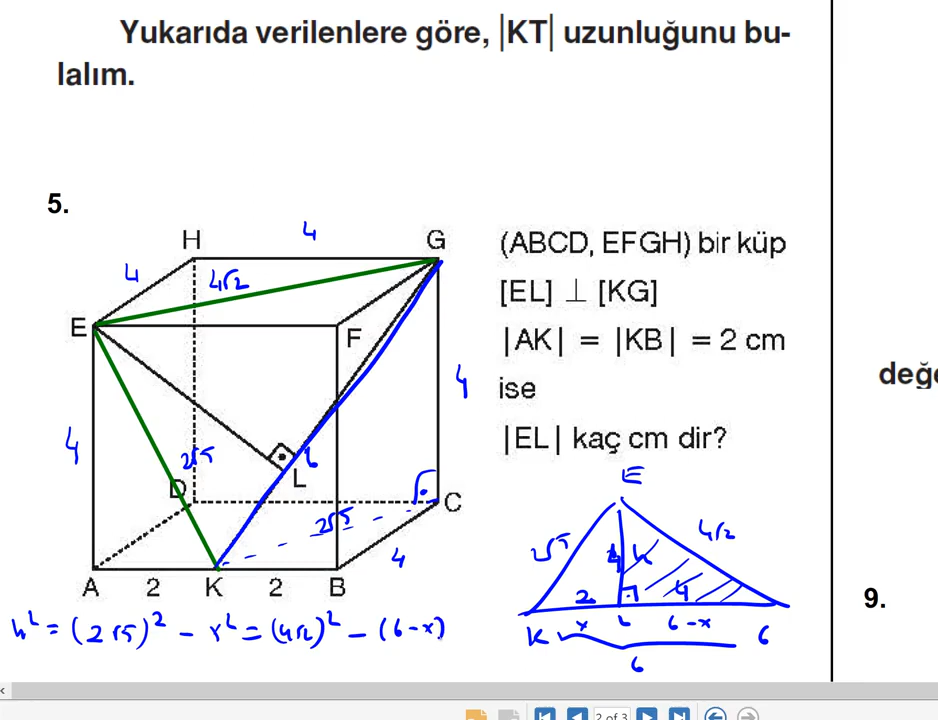 Yukarıda verilenlere göre, |KT| uzunluğunu bu-
lalım.
5.
H 4 G
4 4√2
E F
(ABCD, EFGH) bir küp
[EL] ⊥ [KG]
|AK| = |KB| = 2 cm
ise
|EL| kaç cm dir?
değe
4 2√5 6 4
D L C
2√5
4
A 2 K 2 B
E
2√5 4 h 4√2
2 4
K x L 6-x G
6
h² = (2√5)² - x² = (4√2)² - (6-x)
9.
2 of 3